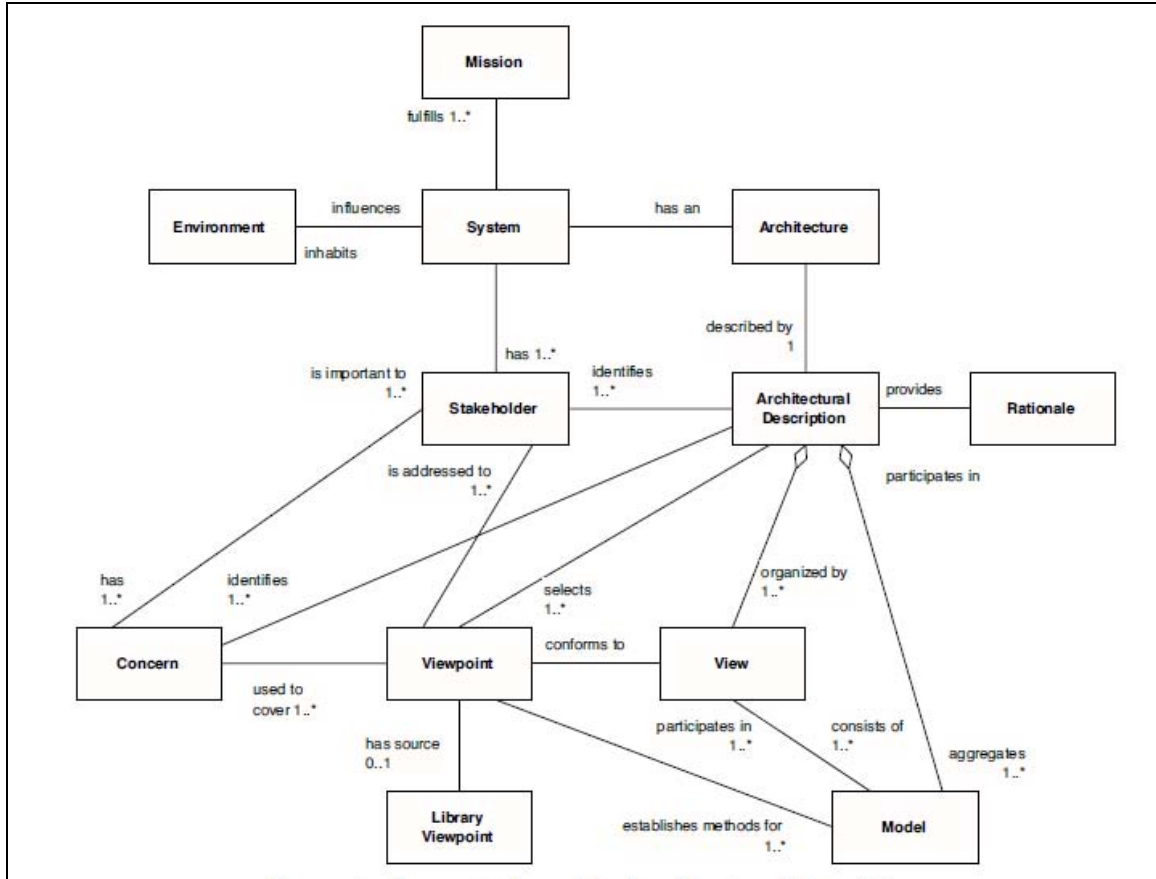 Mission
fulfills 1..*
Environment
influences
inhabits
System
has an
Architecture
described by
1
has 1..*
is important to
1..*
Stakeholder
identifies
1..*
Architectural
Description
provides
Rationale
is addressed to
1..*
participates in
has
1..*
identifies
1..*
selects
1..*
organized by
1..*
Concern
used to
cover 1..*
Viewpoint
conforms to
View
has source
0..1
participates in
1..*
consists of
1..*
aggregates
1..*
Library
Viewpoint
establishes methods for
1..*
Model